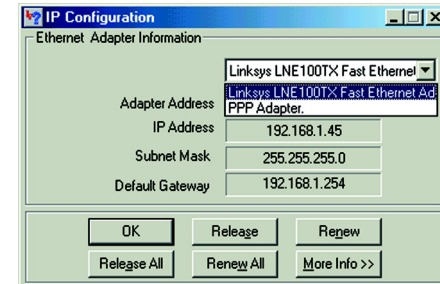 IP Configuration
Ethernet Adapter Information
Linksys LNE100TX Fast Ethernet
Linksys LNE100TX Fast Ethernet Ad
PPP Adapter.
Adapter Address
IP Address 192.168.1.45
Subnet Mask 255.255.255.0
Default Gateway 192.168.1.254
OK Release Renew
Release All Renew All More Info >>